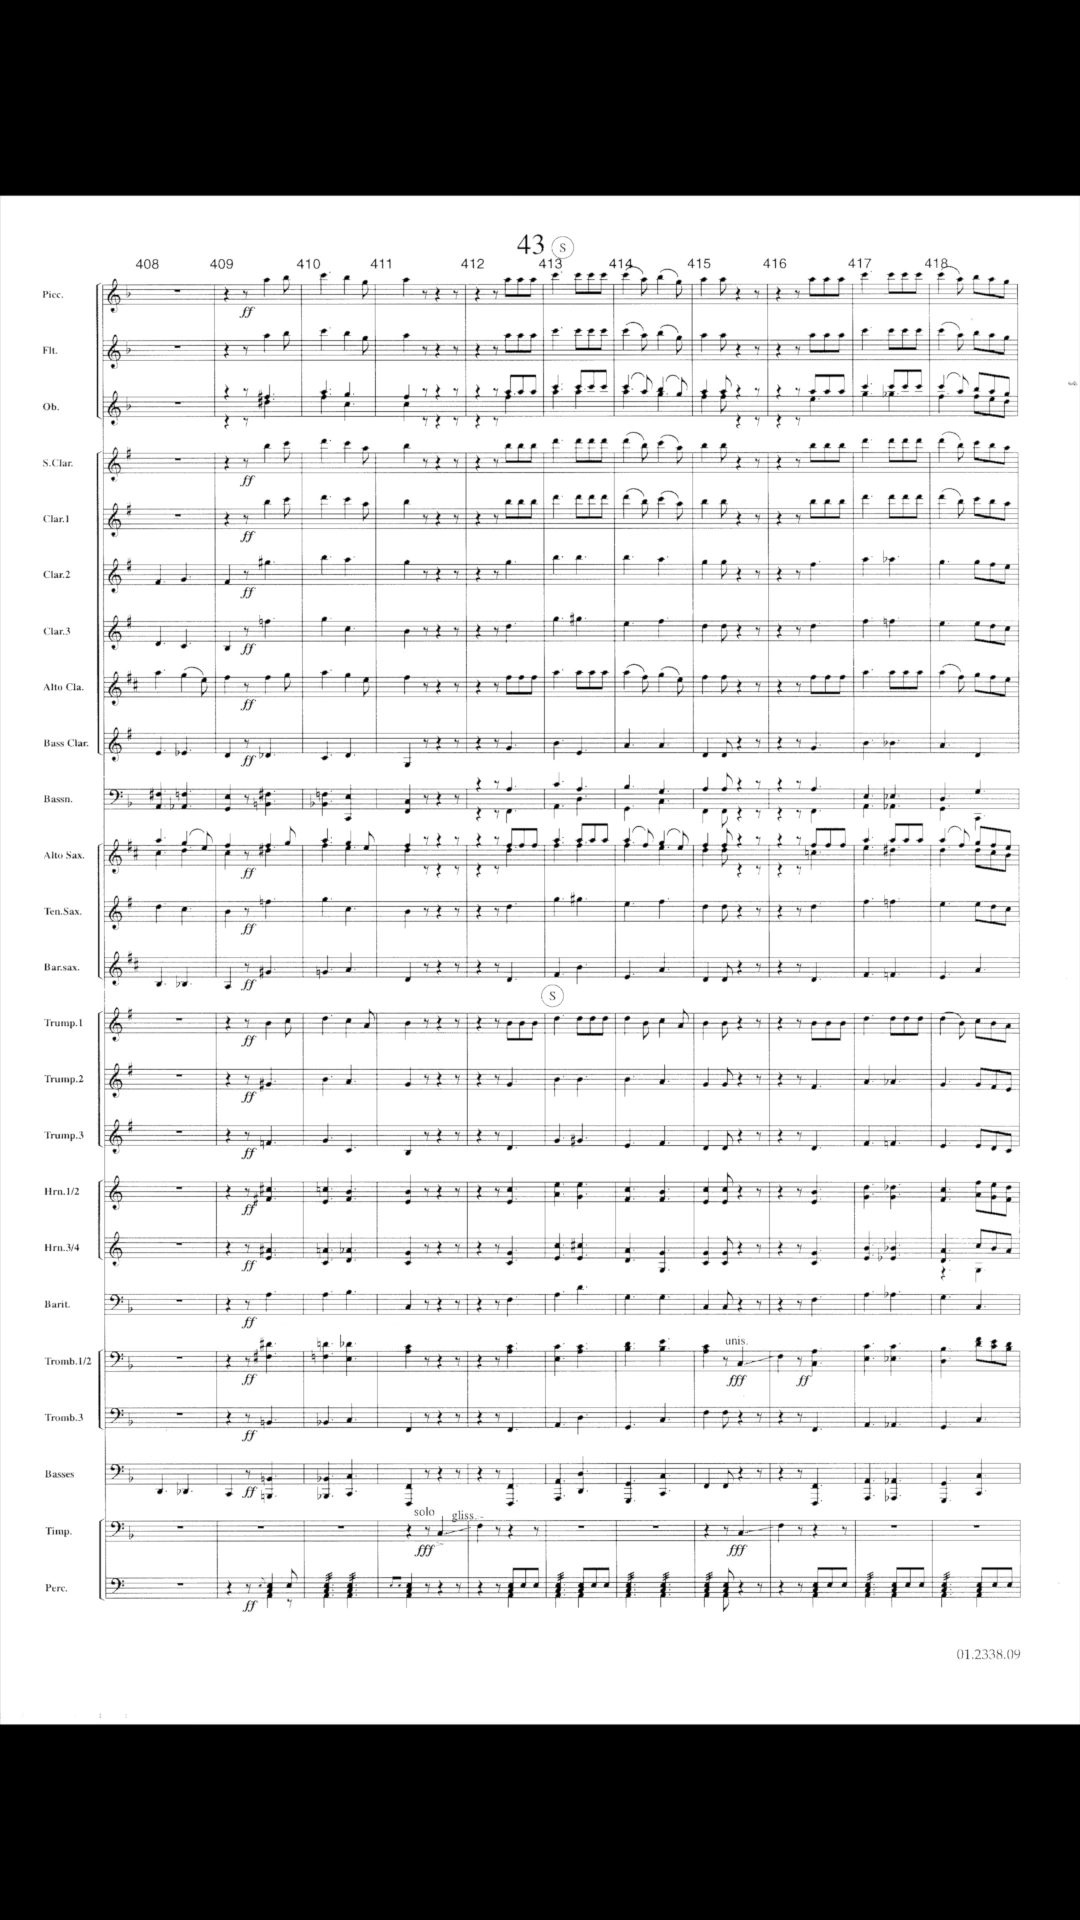 43 S
408 409 410 411 412 413 414 415 416 417 418
Picc.
ff
Flt.
Ob.
S.Clar.
ff
Clar.1
ff
Clar.2
ff
Clar.3
ff
Alto Cla.
ff
Bass Clar.
ff
Bassn.
Alto Sax.
ff
Ten.Sax.
ff
Bar.sax.
ff
S
Trump.1
ff
Trump.2
ff
Trump.3
ff
Hrn.1/2
ff
Hrn.3/4
ff
Barit.
ff
unis.
Tromb.1/2
ff fff ff
Tromb.3
ff
Basses
ff
solo gliss.
Timp.
fff fff
Perc.
ff
01.2338.09